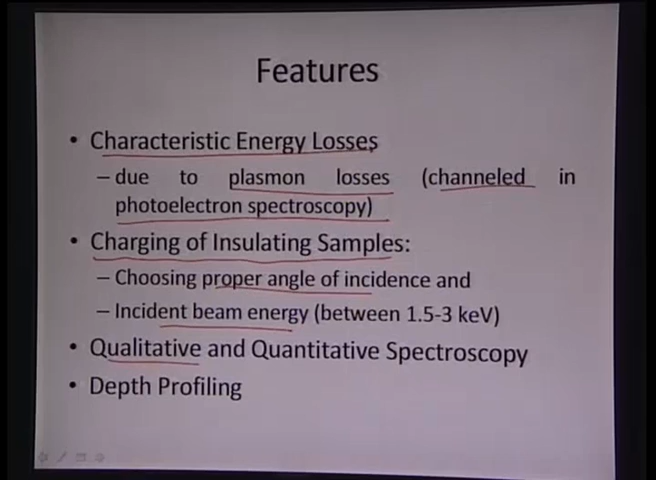 Features
• Characteristic Energy Losses
– due to plasmon losses (channeled in
photoelectron spectroscopy)
• Charging of Insulating Samples:
– Choosing proper angle of incidence and
– Incident beam energy (between 1.5-3 keV)
• Qualitative and Quantitative Spectroscopy
• Depth Profiling